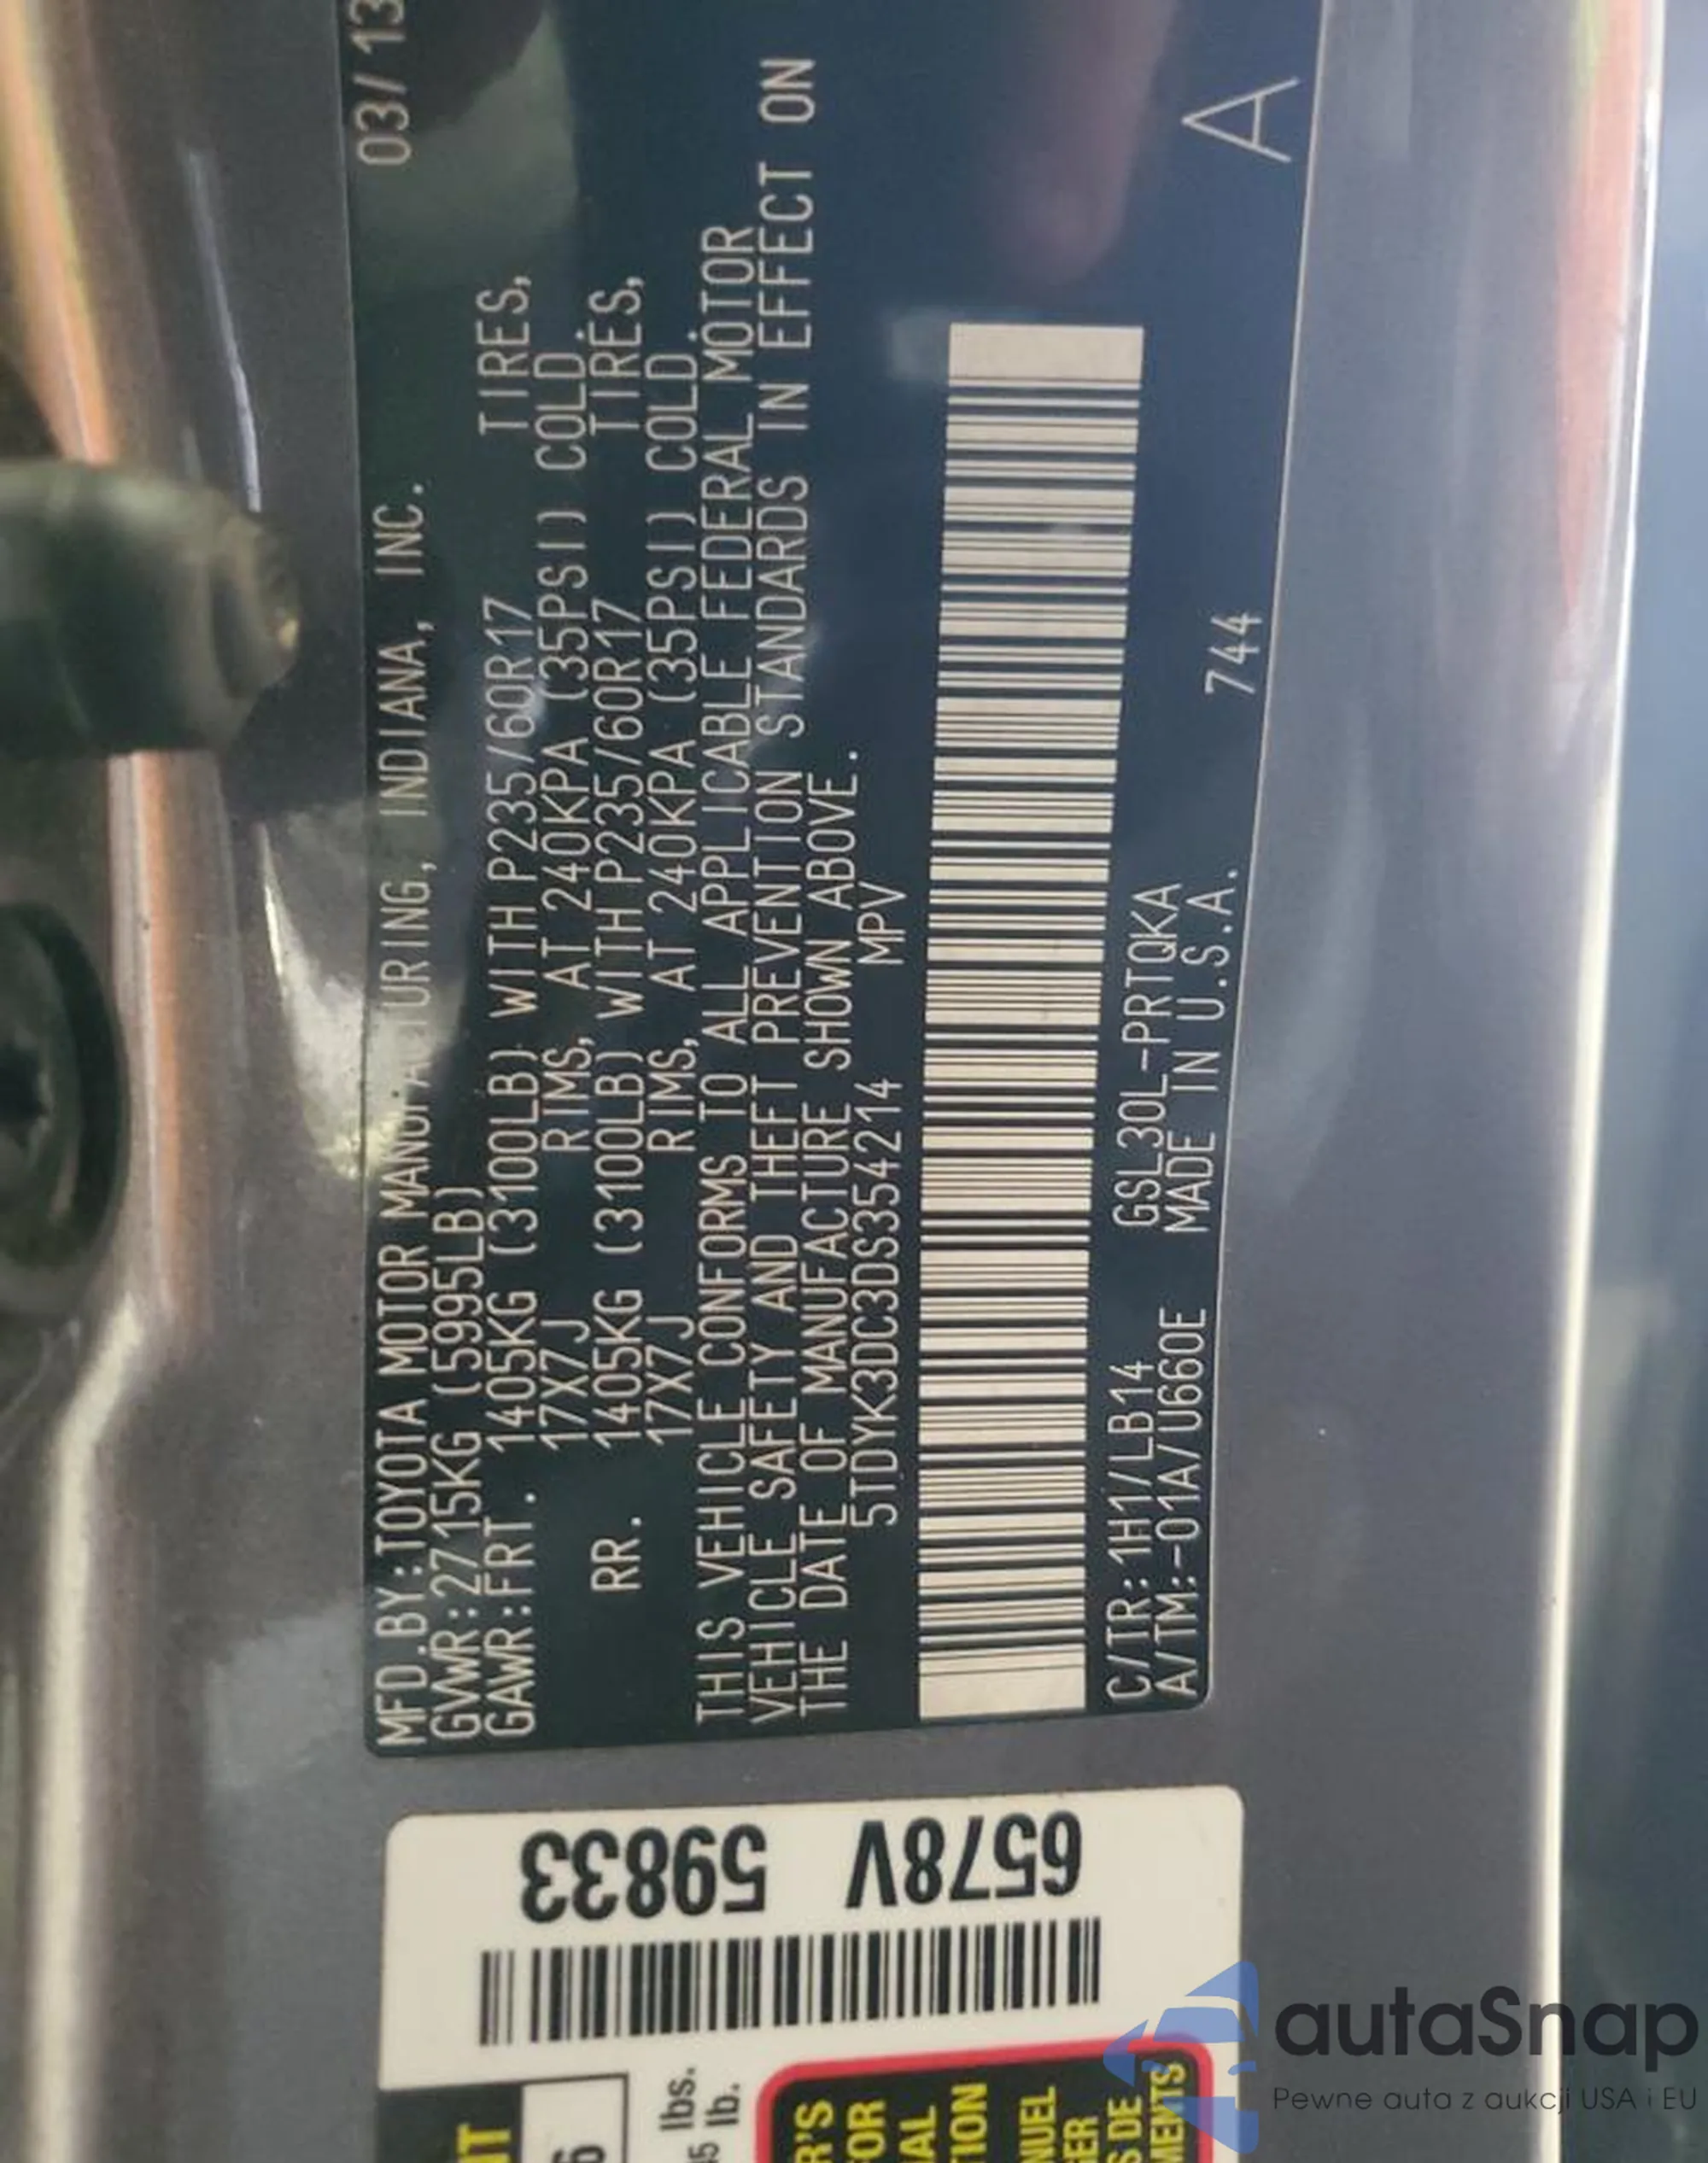 MFD.BY:TOYOTA MOTOR MANUFACTURING, INDIANA, INC. 03/13
GVWR:2715KG (5995LB)
GAWR:FRT. 1405KG (3100LB) WITH P235/60R17 TIRES,
17X7J RIMS, AT 240KPA (35PSI) COLD.
RR. 1405KG (3100LB) WITH P235/60R17 TIRES,
17X7J RIMS, AT 240KPA (35PSI) COLD.
THIS VEHICLE CONFORMS TO ALL APPLICABLE FEDERAL MOTOR
VEHICLE SAFETY AND THEFT PREVENTION STANDARDS IN EFFECT ON
THE DATE OF MANUFACTURE SHOWN ABOVE.
5TDYK3DC3DS354214 MPV
C/TR:1H1/LB14 GSL30L-PRTQKA
A/TM:-01A/U660E MADE IN U.S.A. 744
A
6578V 59833
lbs.
lb.
autaSnap
Pewne auta z aukcji USA i EU